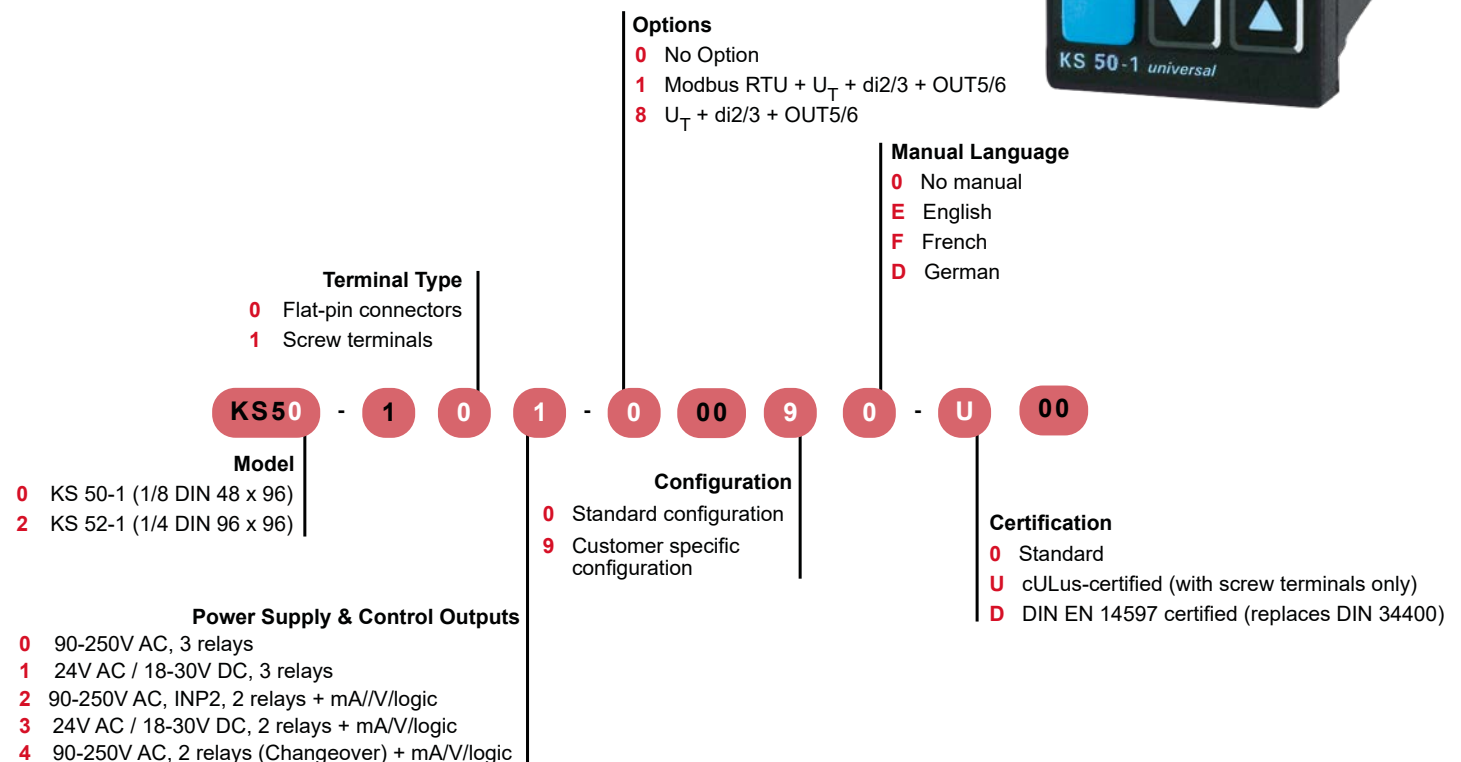 KS 50-1 universal
Options
0 No Option
1 Modbus RTU + U_T + di2/3 + OUT5/6
8 U_T + di2/3 + OUT5/6
Manual Language
0 No manual
E English
F French
D German
Terminal Type
0 Flat-pin connectors
1 Screw terminals
KS50 - 1 0 1 - 0 00 9 0 - U 00
Model
0 KS 50-1 (1/8 DIN 48 x 96)
2 KS 52-1 (1/4 DIN 96 x 96)
Configuration
0 Standard configuration
9 Customer specific
configuration
Certification
0 Standard
U cULus-certified (with screw terminals only)
D DIN EN 14597 certified (replaces DIN 34400)
Power Supply & Control Outputs
0 90-250V AC, 3 relays
1 24V AC / 18-30V DC, 3 relays
2 90-250V AC, INP2, 2 relays + mA//V/logic
3 24V AC / 18-30V DC, 2 relays + mA/V/logic
4 90-250V AC, 2 relays (Changeover) + mA/V/logic